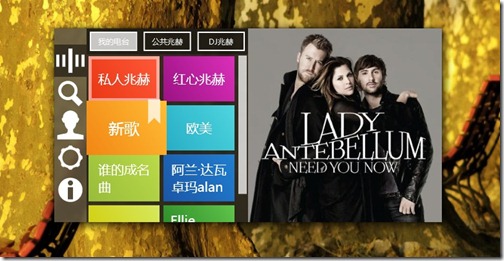 我的电台
公共兆赫
DJ兆赫
私人兆赫
红心兆赫
新歌
欧美
谁的成名
曲
阿兰·达瓦
卓玛alan
Ellie
LADY
ANTEBELLUM
NEED YOU NOW